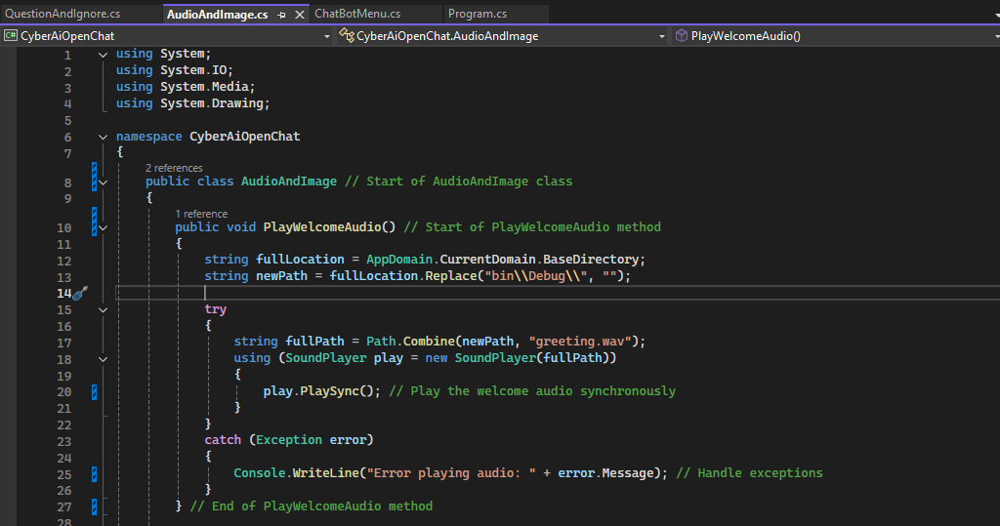 QuestionAndIgnore.cs AudioAndImage.cs ChatBotMenu.cs Program.cs
C# CyberAiOpenChat CyberAiOpenChat.AudioAndImage PlayWelcomeAudio()
1 using System;
2 using System.IO;
3 using System.Media;
4 using System.Drawing;
5
6 namespace CyberAiOpenChat
7 {
2 references
8 public class AudioAndImage // Start of AudioAndImage class
9 {
1 reference
10 public void PlayWelcomeAudio() // Start of PlayWelcomeAudio method
11 {
12 string fullLocation = AppDomain.CurrentDomain.BaseDirectory;
13 string newPath = fullLocation.Replace("bin\\Debug\\", "");
14
15 try
16 {
17 string fullPath = Path.Combine(newPath, "greeting.wav");
18 using (SoundPlayer play = new SoundPlayer(fullPath))
19 {
20 play.PlaySync(); // Play the welcome audio synchronously
21 }
22 }
23 catch (Exception error)
24 {
25 Console.WriteLine("Error playing audio: " + error.Message); // Handle exceptions
26 }
27 } // End of PlayWelcomeAudio method
28